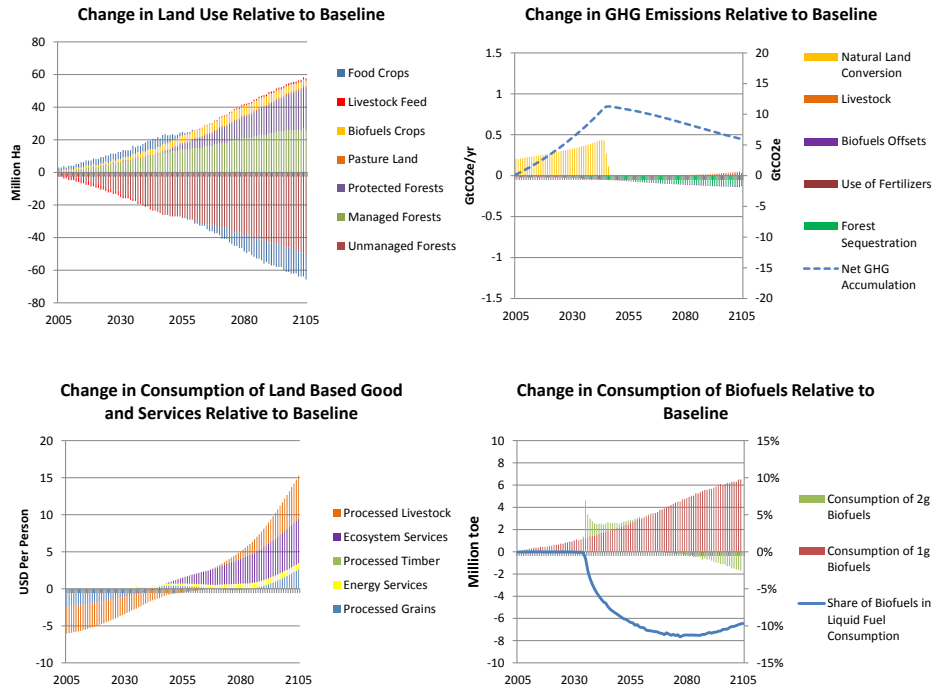 Change in Land Use Relative to Baseline
80
60
40
20
0
-20
-40
-60
-80
Million Ha
2005 2030 2055 2080 2105
Food Crops
Livestock Feed
Biofuels Crops
Pasture Land
Protected Forests
Managed Forests
Unmanaged Forests
Change in GHG Emissions Relative to Baseline
1.5
1
0.5
0
-0.5
-1
-1.5
GtCO2e/yr
20
15
10
5
0
-5
-10
-15
-20
GtCO2e
2005 2030 2055 2080 2105
Natural Land
Conversion
Livestock
Biofuels Offsets
Use of Fertilizers
Forest
Sequestration
Net GHG
Accumulation
Change in Consumption of Land Based Good
and Services Relative to Baseline
20
15
10
5
0
-5
-10
USD Per Person
2005 2030 2055 2080 2105
Processed Livestock
Ecosystem Services
Processed Timber
Energy Services
Processed Grains
Change in Consumption of Biofuels Relative to
Baseline
10
8
6
4
2
0
-2
-4
-6
-8
-10
Million toe
15%
10%
5%
0%
-5%
-10%
-15%
2005 2030 2055 2080 2105
Consumption of 2g
Biofuels
Consumption of 1g
Biofuels
Share of Biofuels in
Liquid Fuel
Consumption